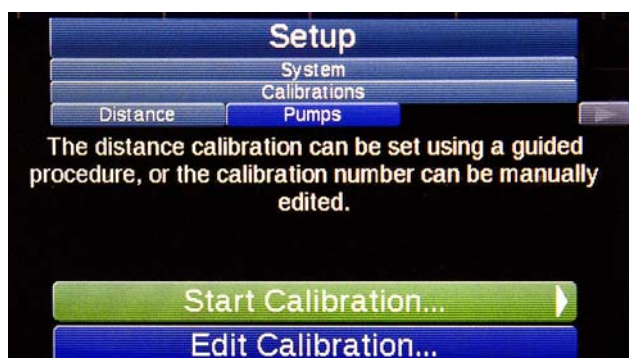 Setup
System
Calibrations
Distance Pumps
The distance calibration can be set using a guided
procedure, or the calibration number can be manually
edited.
Start Calibration...
Edit Calibration...